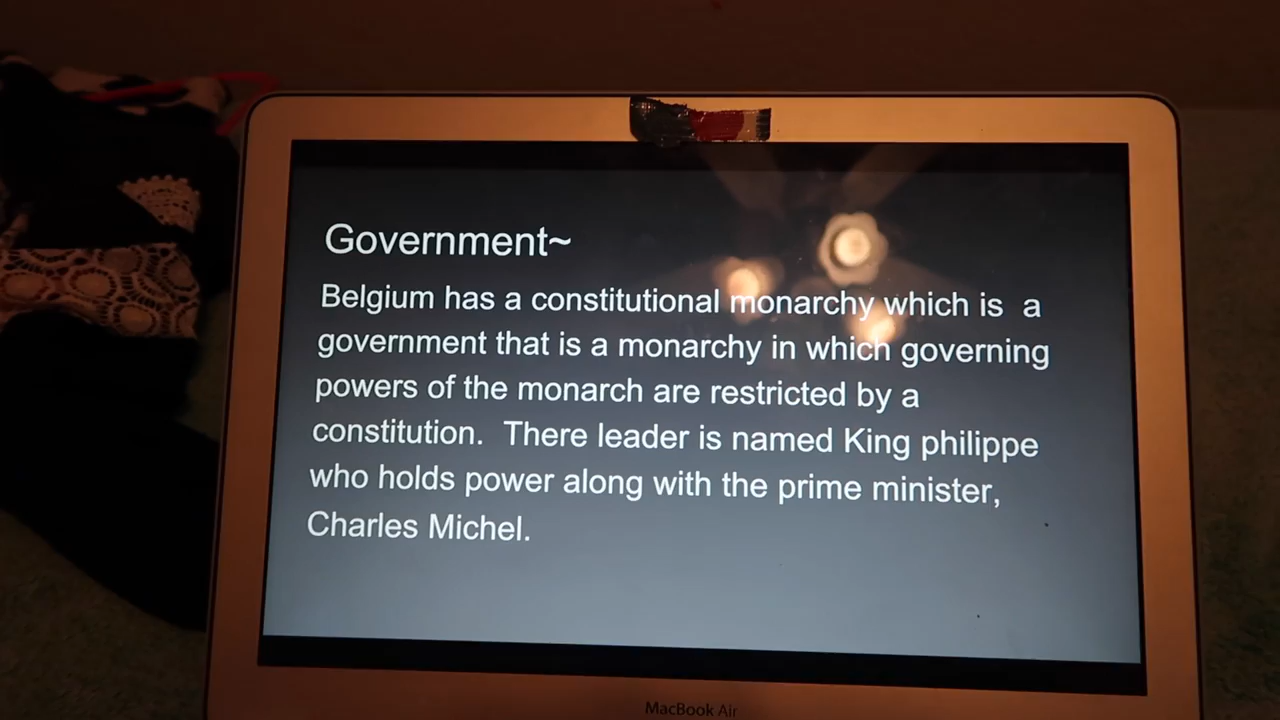 Government~
Belgium has a constitutional monarchy which is  a
government that is a monarchy in which governing
powers of the monarch are restricted by a
constitution.  There leader is named King philippe
who holds power along with the prime minister,
Charles Michel.
MacBook Air